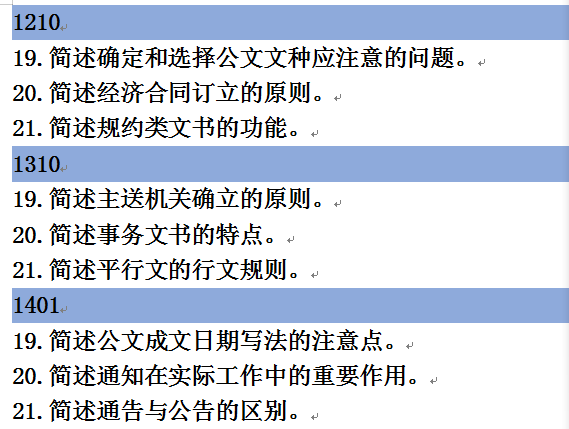 1210
19.简述确定和选择公文文种应注意的问题。
20.简述经济合同订立的原则。
21.简述规约类文书的功能。
1310
19.简述主送机关确立的原则。
20.简述事务文书的特点。
21.简述平行文的行文规则。
1401
19.简述公文成文日期写法的注意点。
20.简述通知在实际工作中的重要作用。
21.简述通告与公告的区别。